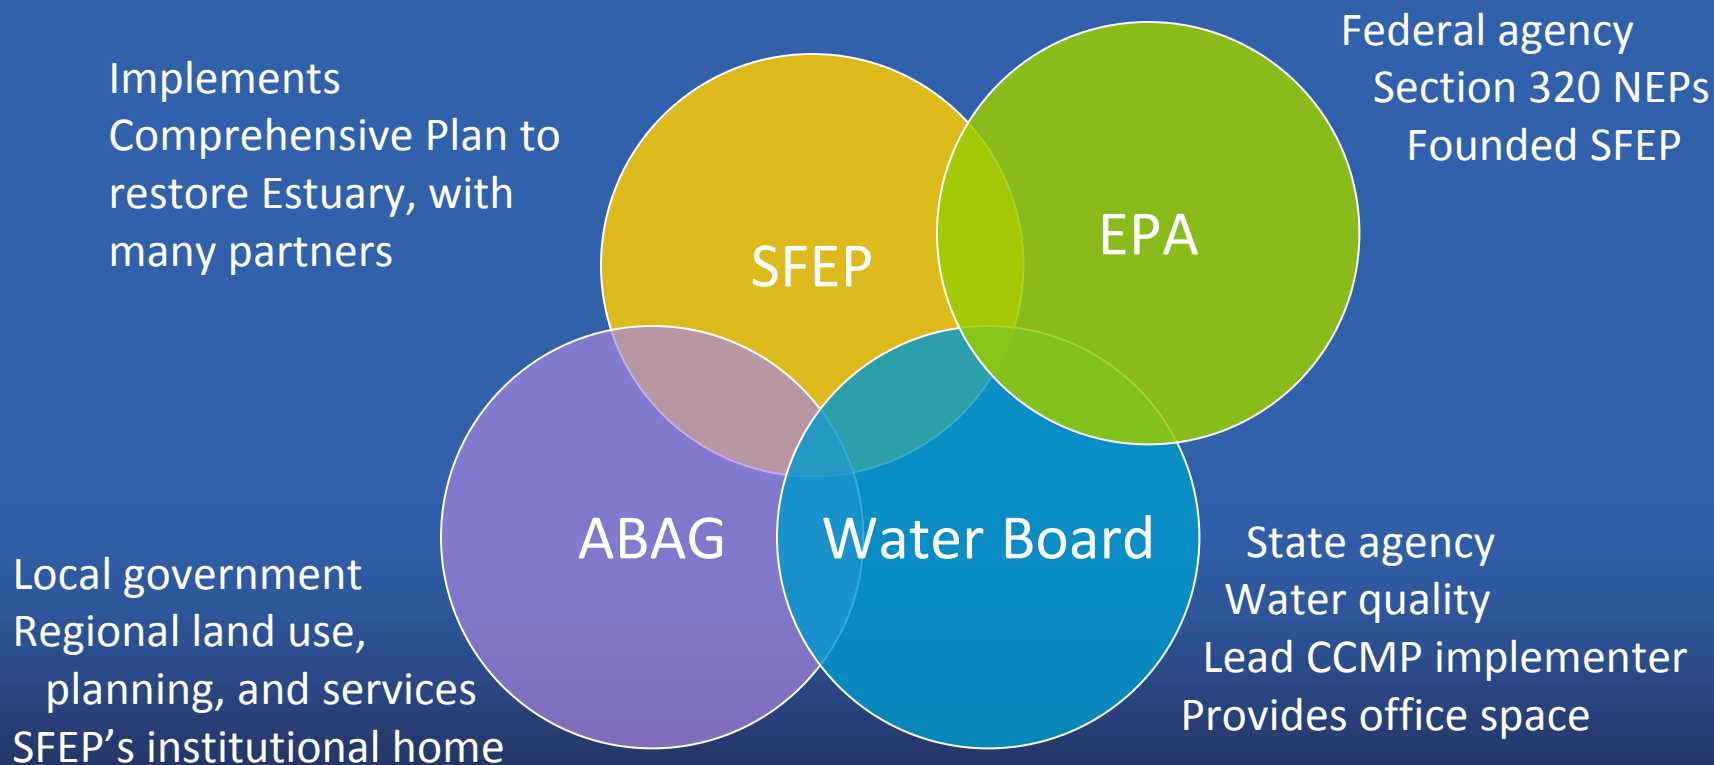 Implements
Comprehensive Plan to
restore Estuary, with
many partners
Federal agency
Section 320 NEPs
Founded SFEP
SFEP
EPA
ABAG
Water Board
Local government
Regional land use,
planning, and services
SFEP’s institutional home
State agency
Water quality
Lead CCMP implementer
Provides office space